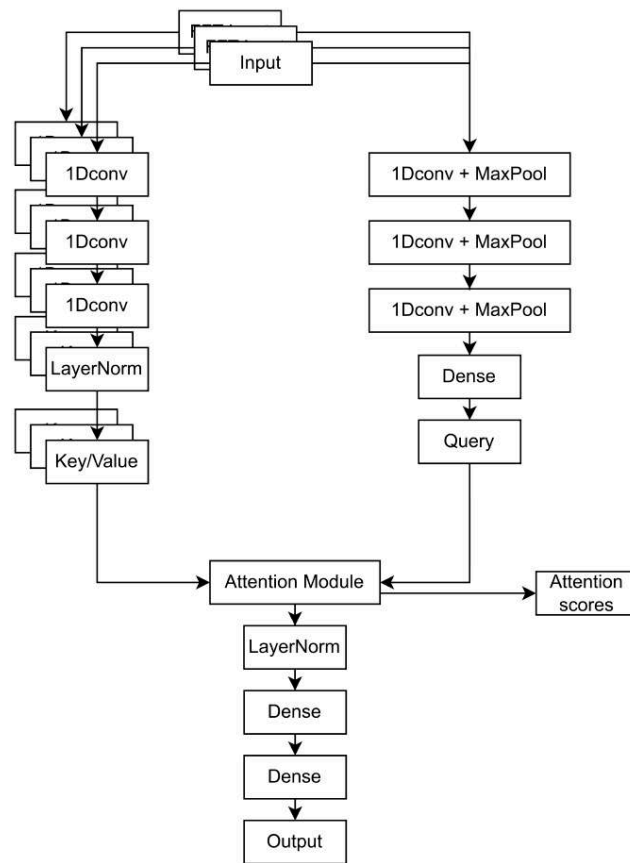 Input
1Dconv
1Dconv
1Dconv
LayerNorm
Key/Value
1Dconv + MaxPool
1Dconv + MaxPool
1Dconv + MaxPool
Dense
Query
Attention Module
Attention
scores
LayerNorm
Dense
Dense
Output